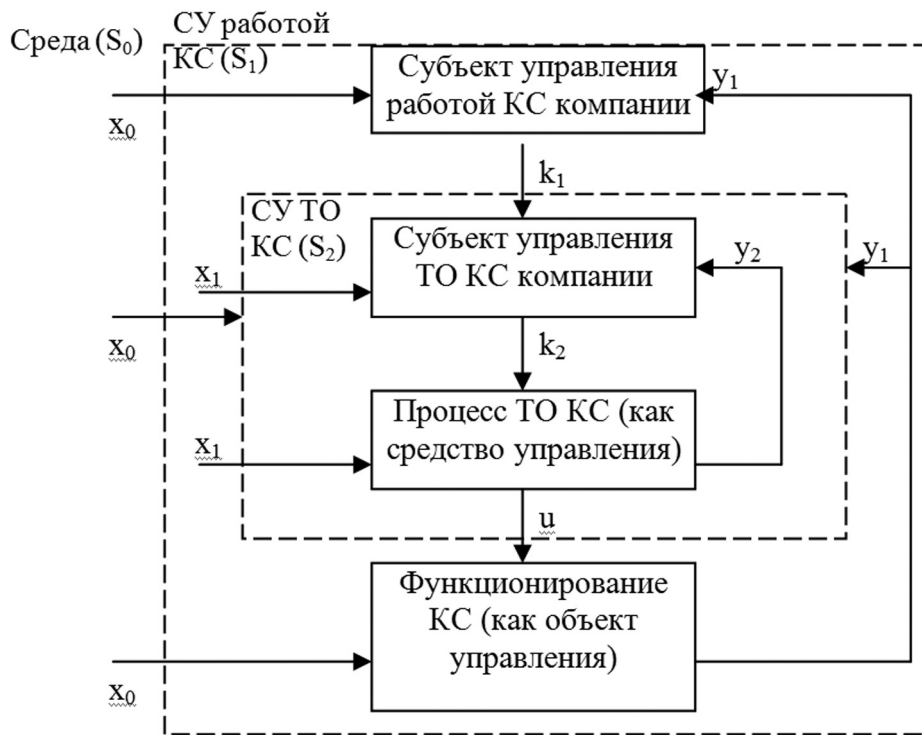 СУ работой
Среда (S₀)
КС (S₁)
Субъект управления
работой КС компании
y₁
x₀
k₁
СУ ТО
КС (S₂)
Субъект управления
ТО КС компании
y₂
y₁
x₁
x₀
k₂
Процесс ТО КС (как
средство управления)
x₁
u
Функционирование
КС (как объект
управления)
x₀